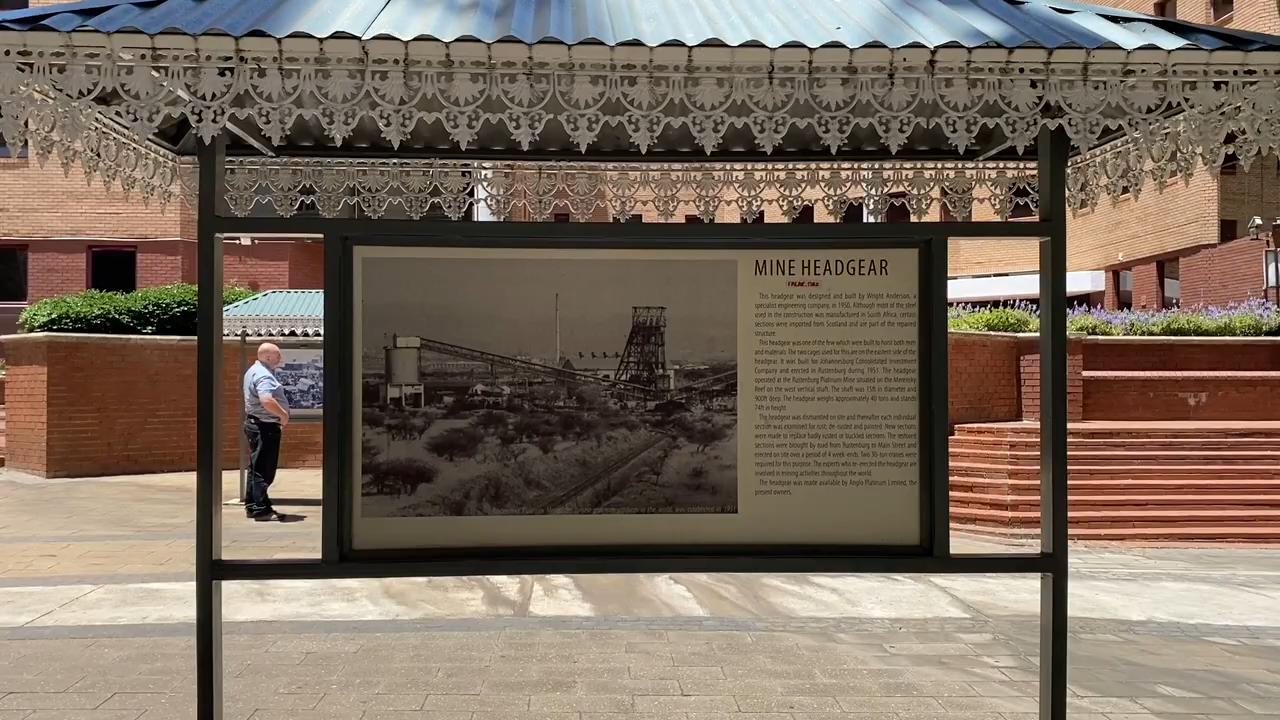 MINE HEADGEAR
This headgear was designed and built by Wright Anderson, a
specialist engineering company, in 1950. Although most of the steel
used in the construction was manufactured in South Africa, certain
sections were imported from Scotland and are part of the repaired
structure.
This headgear was one of the few which were built to hoist both men
and materials. The two cages used for this are on the eastern side of the
headgear. It was built for Johannesburg Consolidated Investment
Company and erected in Rustenburg during 1951. The headgear
operated at the Rustenburg Platinum Mine situated on the Merensky
Reef on the west vertical shaft. The shaft was 15ft in diameter and
900ft deep. The headgear weighs approximately 40 tons and stands
74ft in height.
The headgear was dismantled on site and thereafter each individual
section was examined for rust, de-rusted and painted. New sections
were made to replace badly rusted or buckled sections. The restored
sections were brought by road from Rustenburg to Main Street and
erected on site over a period of 4 week-ends. Two 30-ton cranes were
required for this purpose. The experts who re-erected the headgear are
involved in mining activities throughout the world.
The headgear was made available by Anglo Platinum Limited, the
present owners.
in the world, was constructed in 1951